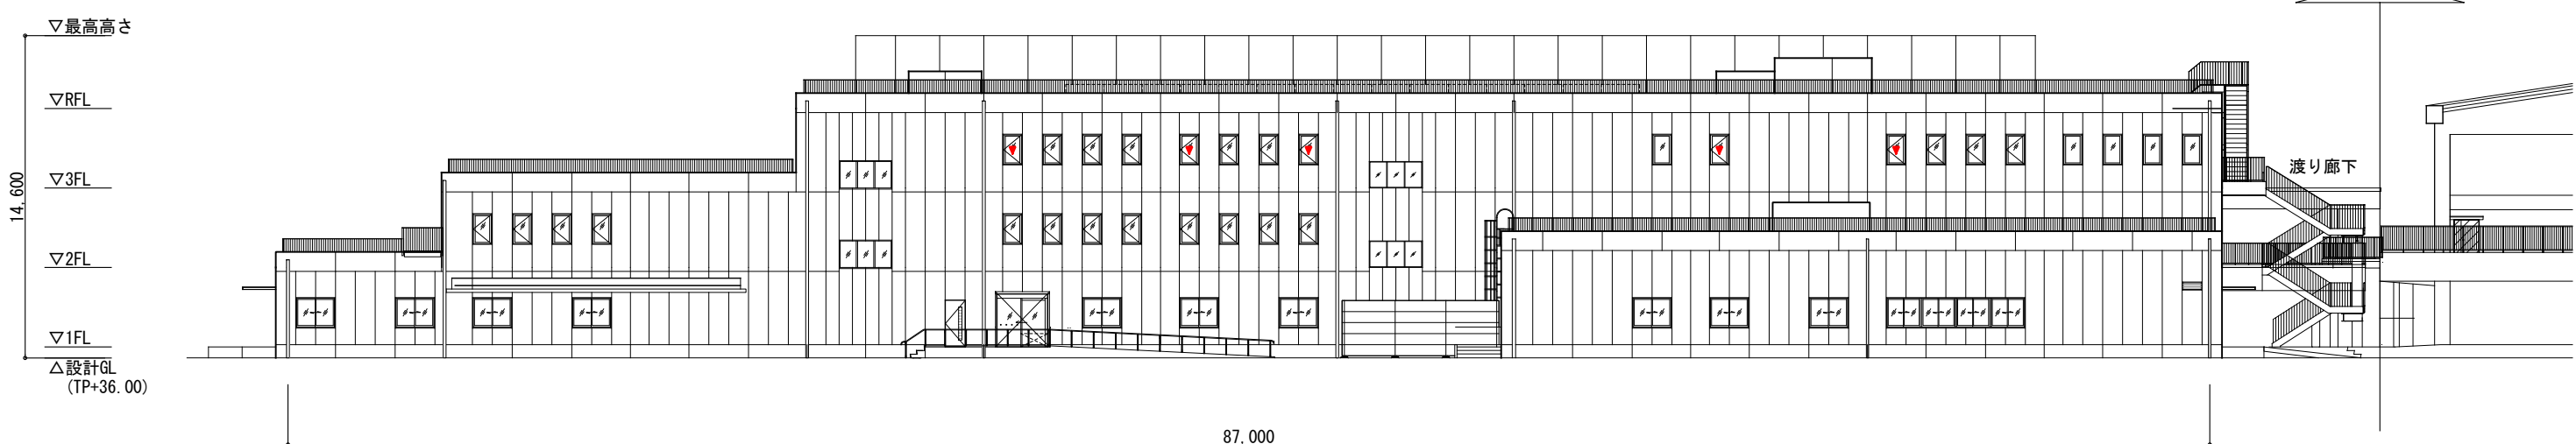 ▽最高高さ
▽RFL
▽3FL
14,600
渡り廊下
▽2FL
▽1FL
△設計GL
(TP+36.00)
87,000